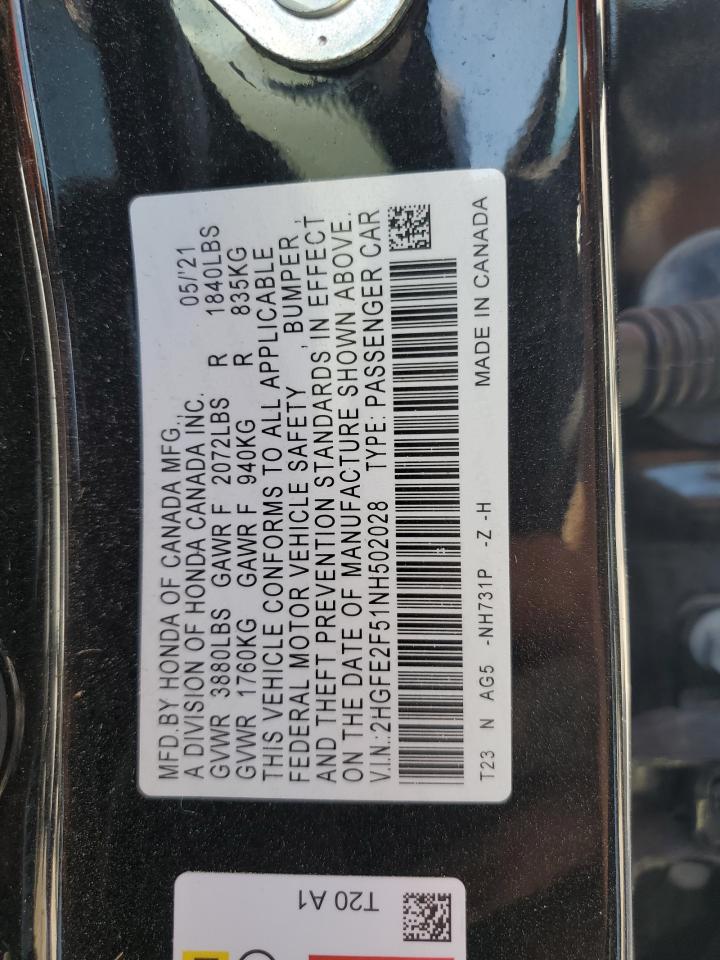 MFD.BY HONDA OF CANADA MFG., 05/'21
A DIVISION OF HONDA CANADA INC.
GVWR 3880LBS GAWR F 2072LBS R 1840LBS
GVWR 1760KG GAWR F 940KG R 835KG
THIS VEHICLE CONFORMS TO ALL APPLICABLE
FEDERAL MOTOR VEHICLE SAFETY , BUMPER ,
AND THEFT PREVENTION STANDARDS IN EFFECT
ON THE DATE OF MANUFACTURE SHOWN ABOVE.
V.I.N.:2HGFE2F51NH502028 TYPE: PASSENGER CAR
T23 N AG5 -NH731P -Z -H MADE IN CANADA
T20 A1